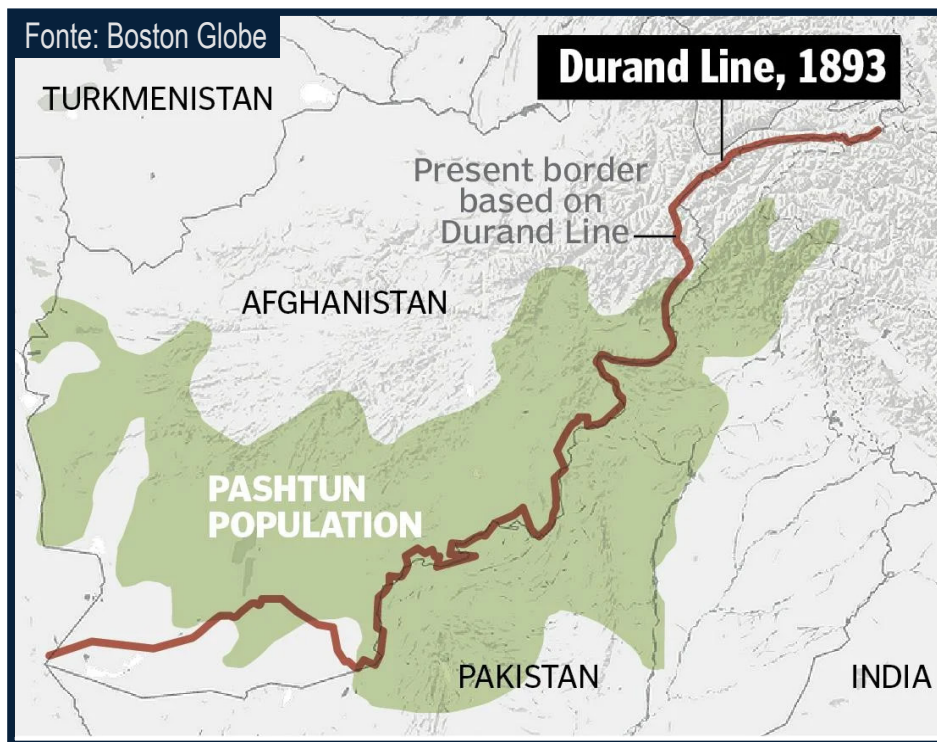 Fonte: Boston Globe
Durand Line, 1893
TURKMENISTAN
Present border
based on
Durand Line
AFGHANISTAN
PASHTUN
POPULATION
PAKISTAN
INDIA